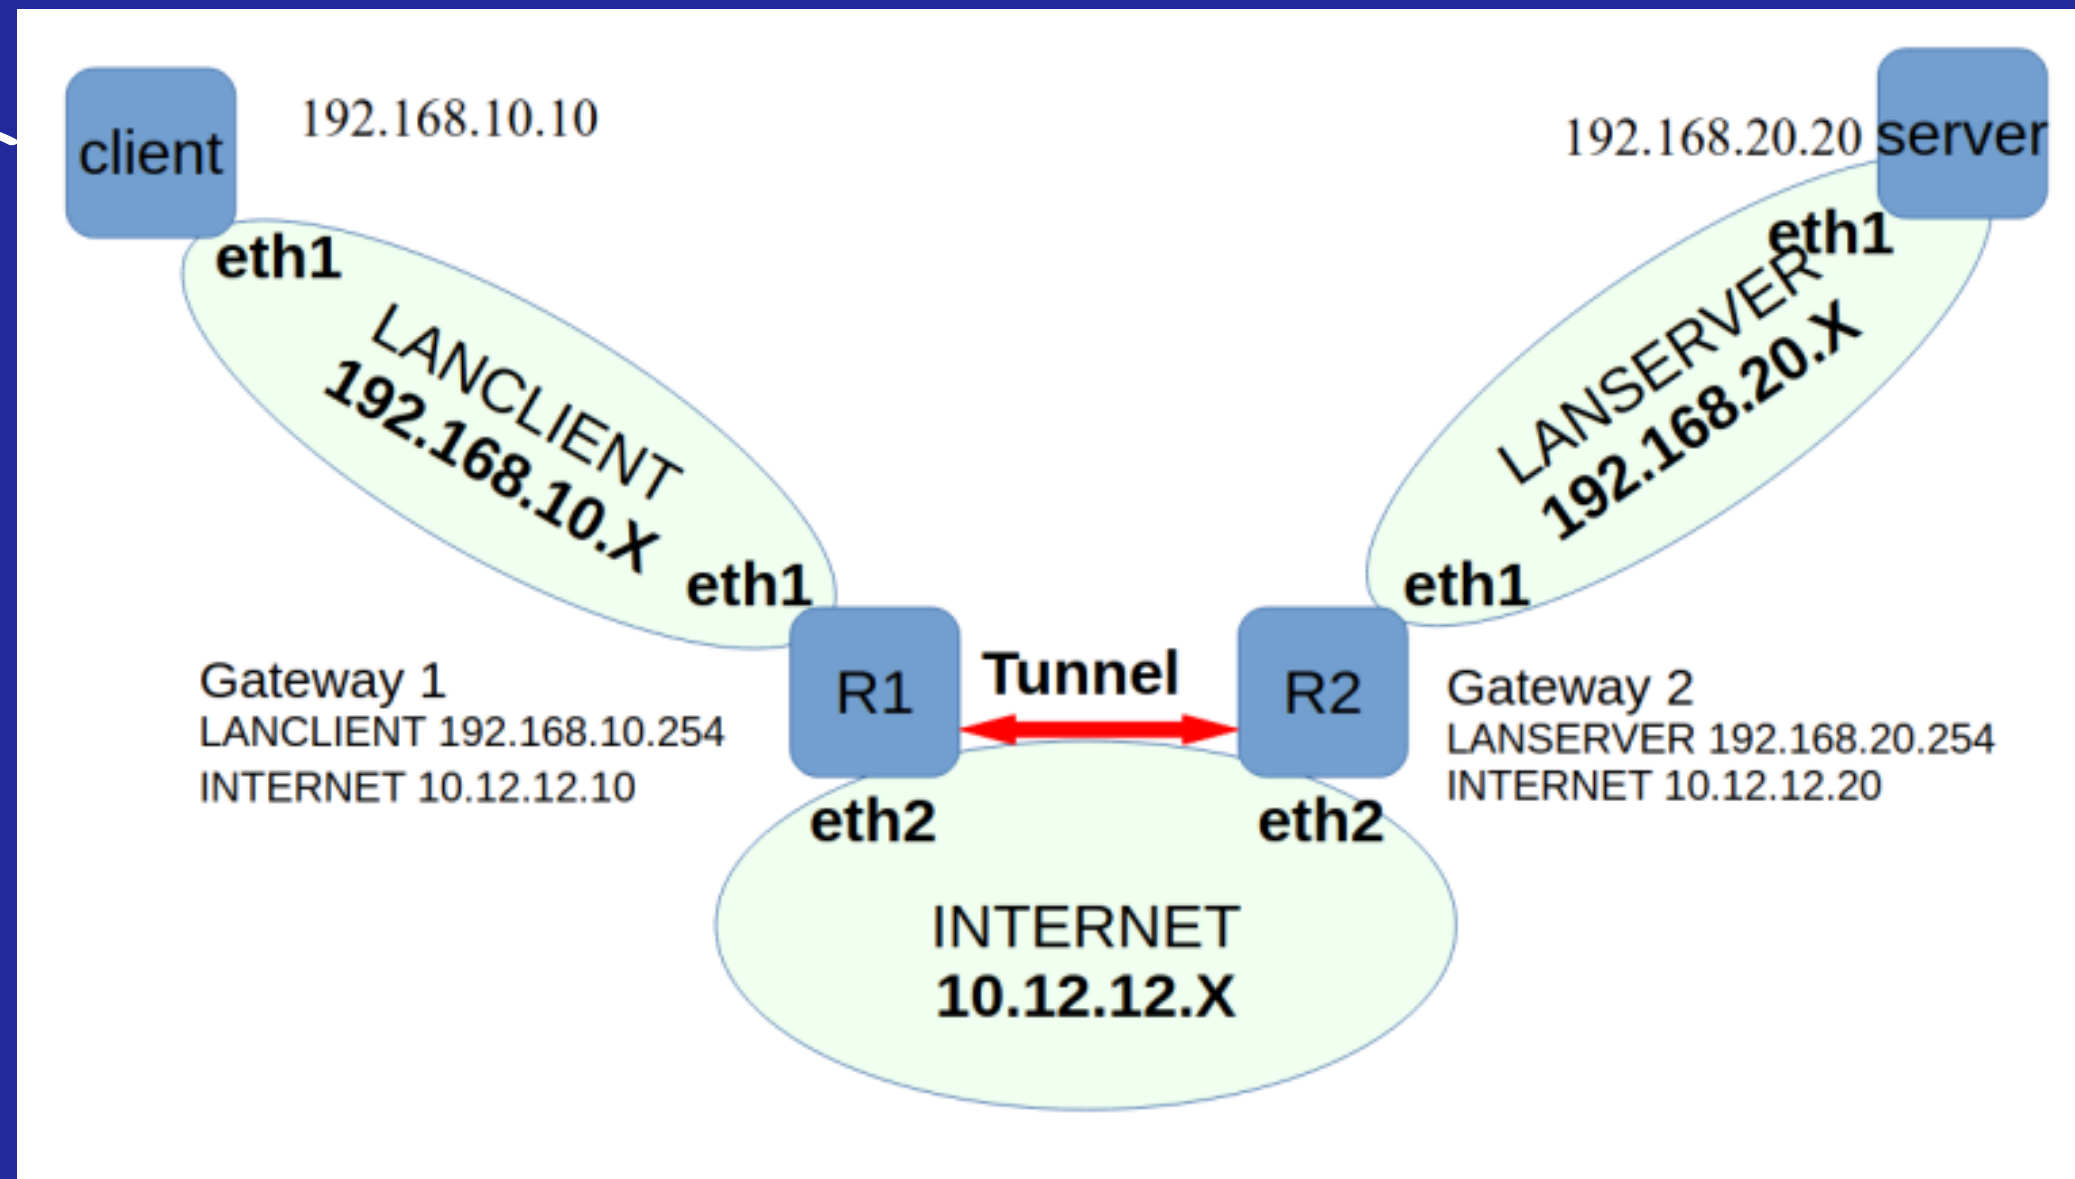 client
192.168.10.10
192.168.20.20
server
eth1
eth1
LANCLIENT
192.168.10.X
LANSERVER
192.168.20.X
eth1
eth1
Gateway 1
LANCLIENT 192.168.10.254
INTERNET 10.12.12.10
R1
Tunnel
R2
Gateway 2
LANSERVER 192.168.20.254
INTERNET 10.12.12.20
eth2
eth2
INTERNET
10.12.12.X